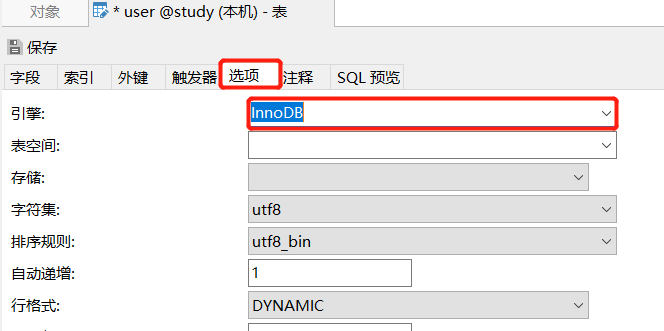 对象 * user @study (本机) - 表
保存
字段 索引 外键 触发器 选项 注释 SQL 预览
引擎: InnoDB
表空间:
存储:
字符集: utf8
排序规则: utf8_bin
自动递增: 1
行格式: DYNAMIC